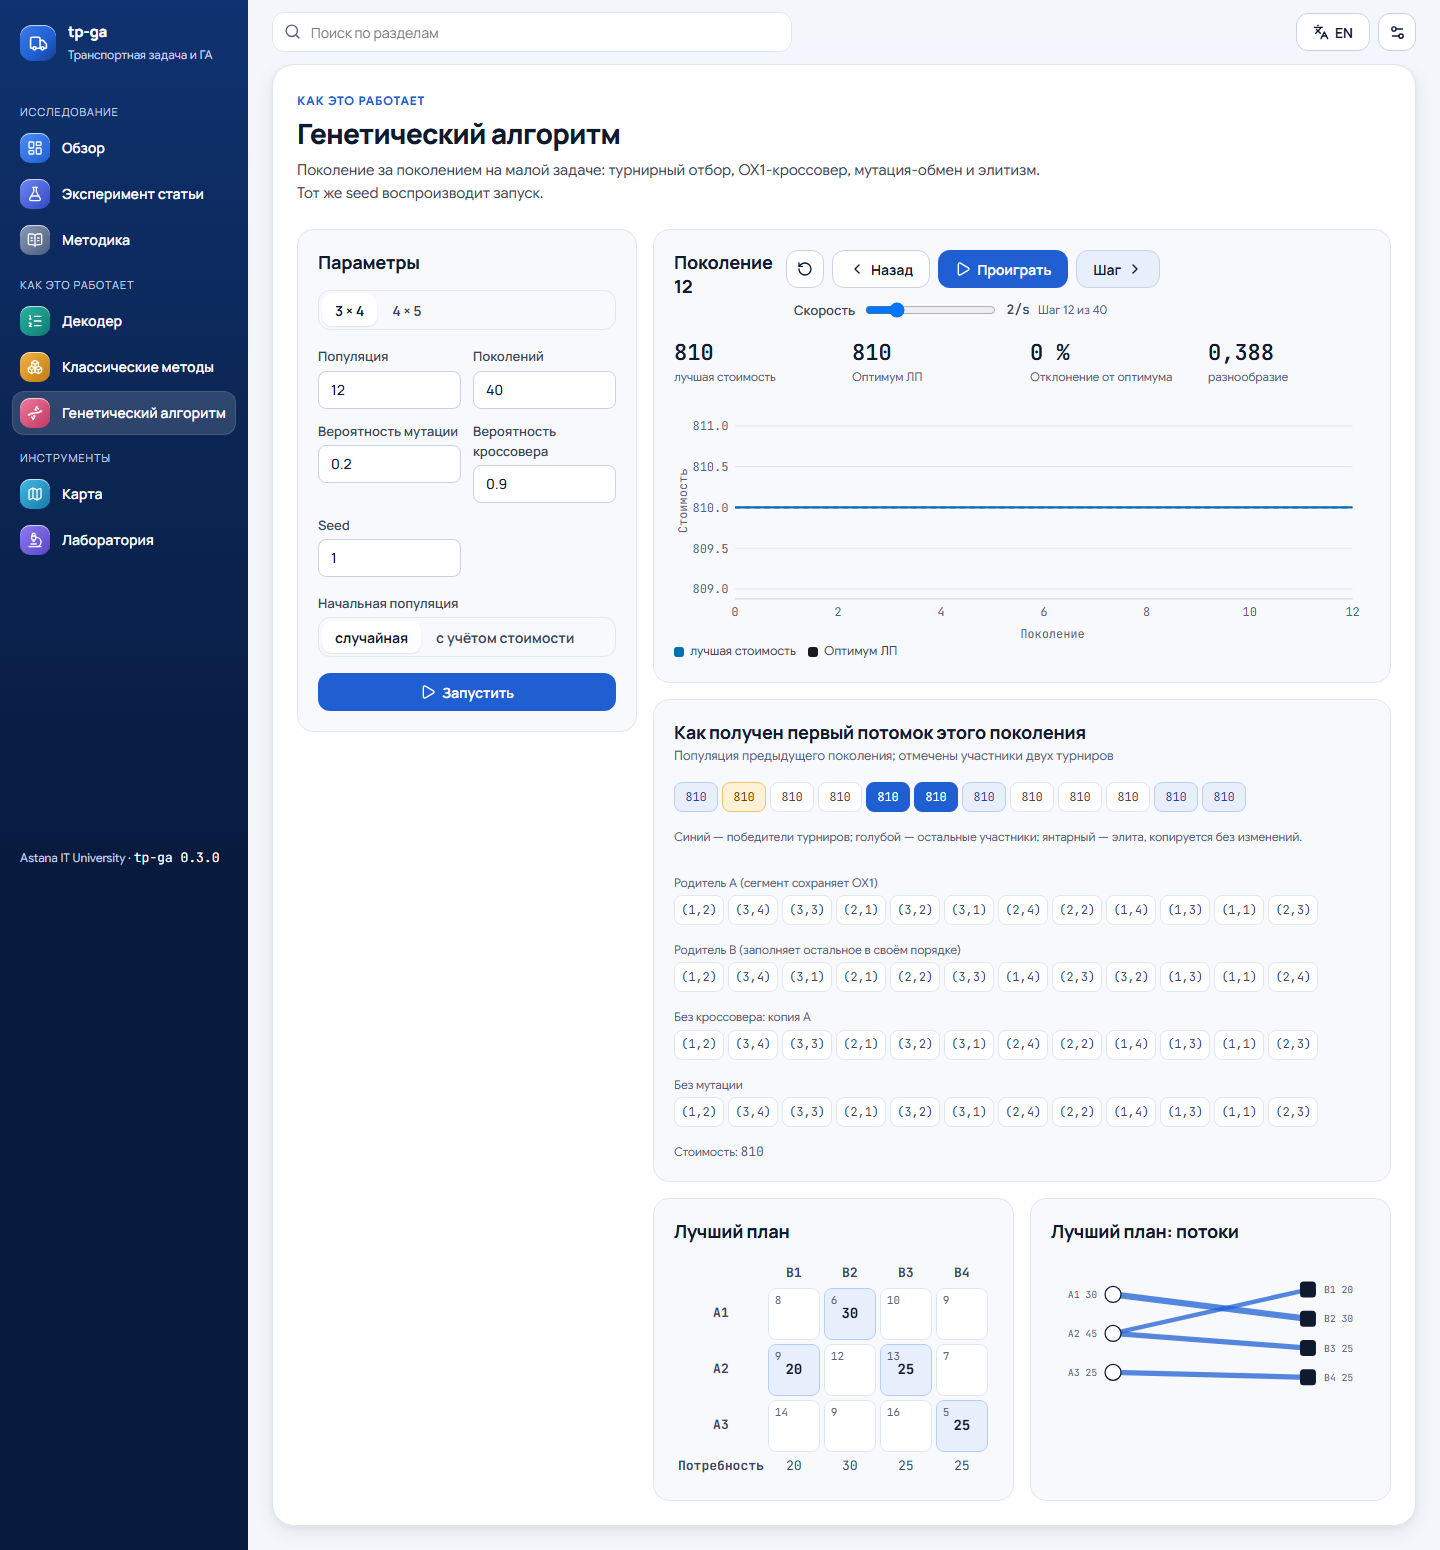 tp-ga
Транспортная задача и ГА
ИССЛЕДОВАНИЕ
Обзор
Эксперимент статьи
Методика
КАК ЭТО РАБОТАЕТ
Декодер
Классические методы
Генетический алгоритм
ИНСТРУМЕНТЫ
Карта
Лаборатория
Astana IT University · tp-ga 0.3.0
Поиск по разделам
EN
КАК ЭТО РАБОТАЕТ
Генетический алгоритм
Поколение за поколением на малой задаче: турнирный отбор, OX1-кроссовер, мутация-обмен и элитизм.
Тот же seed воспроизводит запуск.
Параметры
3 × 4 4 × 5
Популяция Поколений
12 40
Вероятность мутации Вероятность
кроссовера
0.2 0.9
Seed
1
Начальная популяция
случайная с учётом стоимости
Запустить
Поколение
12
Назад Проиграть Шаг
Скорость 2/s Шаг 12 из 40
810 810 0 % 0,388
лучшая стоимость Оптимум ЛП Отклонение от оптимума разнообразие
Стоимость
811.0
810.5
810.0
809.5
809.0
0 2 4 6 8 10 12
Поколение
лучшая стоимость Оптимум ЛП
Как получен первый потомок этого поколения
Популяция предыдущего поколения; отмечены участники двух турниров
810 810 810 810 810 810 810 810 810 810 810 810
Синий — победители турниров; голубой — остальные участники; янтарный — элита, копируется без изменений.
Родитель A (сегмент сохраняет OX1)
(1,2) (3,4) (3,3) (2,1) (3,2) (3,1) (2,4) (2,2) (1,4) (1,3) (1,1) (2,3)
Родитель B (заполняет остальное в своём порядке)
(1,2) (3,4) (3,1) (2,1) (2,2) (3,3) (1,4) (2,3) (3,2) (1,3) (1,1) (2,4)
Без кроссовера: копия A
(1,2) (3,4) (3,3) (2,1) (3,2) (3,1) (2,4) (2,2) (1,4) (1,3) (1,1) (2,3)
Без мутации
(1,2) (3,4) (3,3) (2,1) (3,2) (3,1) (2,4) (2,2) (1,4) (1,3) (1,1) (2,3)
Стоимость: 810
Лучший план
B1 B2 B3 B4
A1 8 6 30 10 9
A2 9 20 12 13 25 7
A3 14 9 16 5 25
Потребность 20 30 25 25
Лучший план: потоки
A1 30
A2 45
A3 25
B1 20
B2 30
B3 25
B4 25